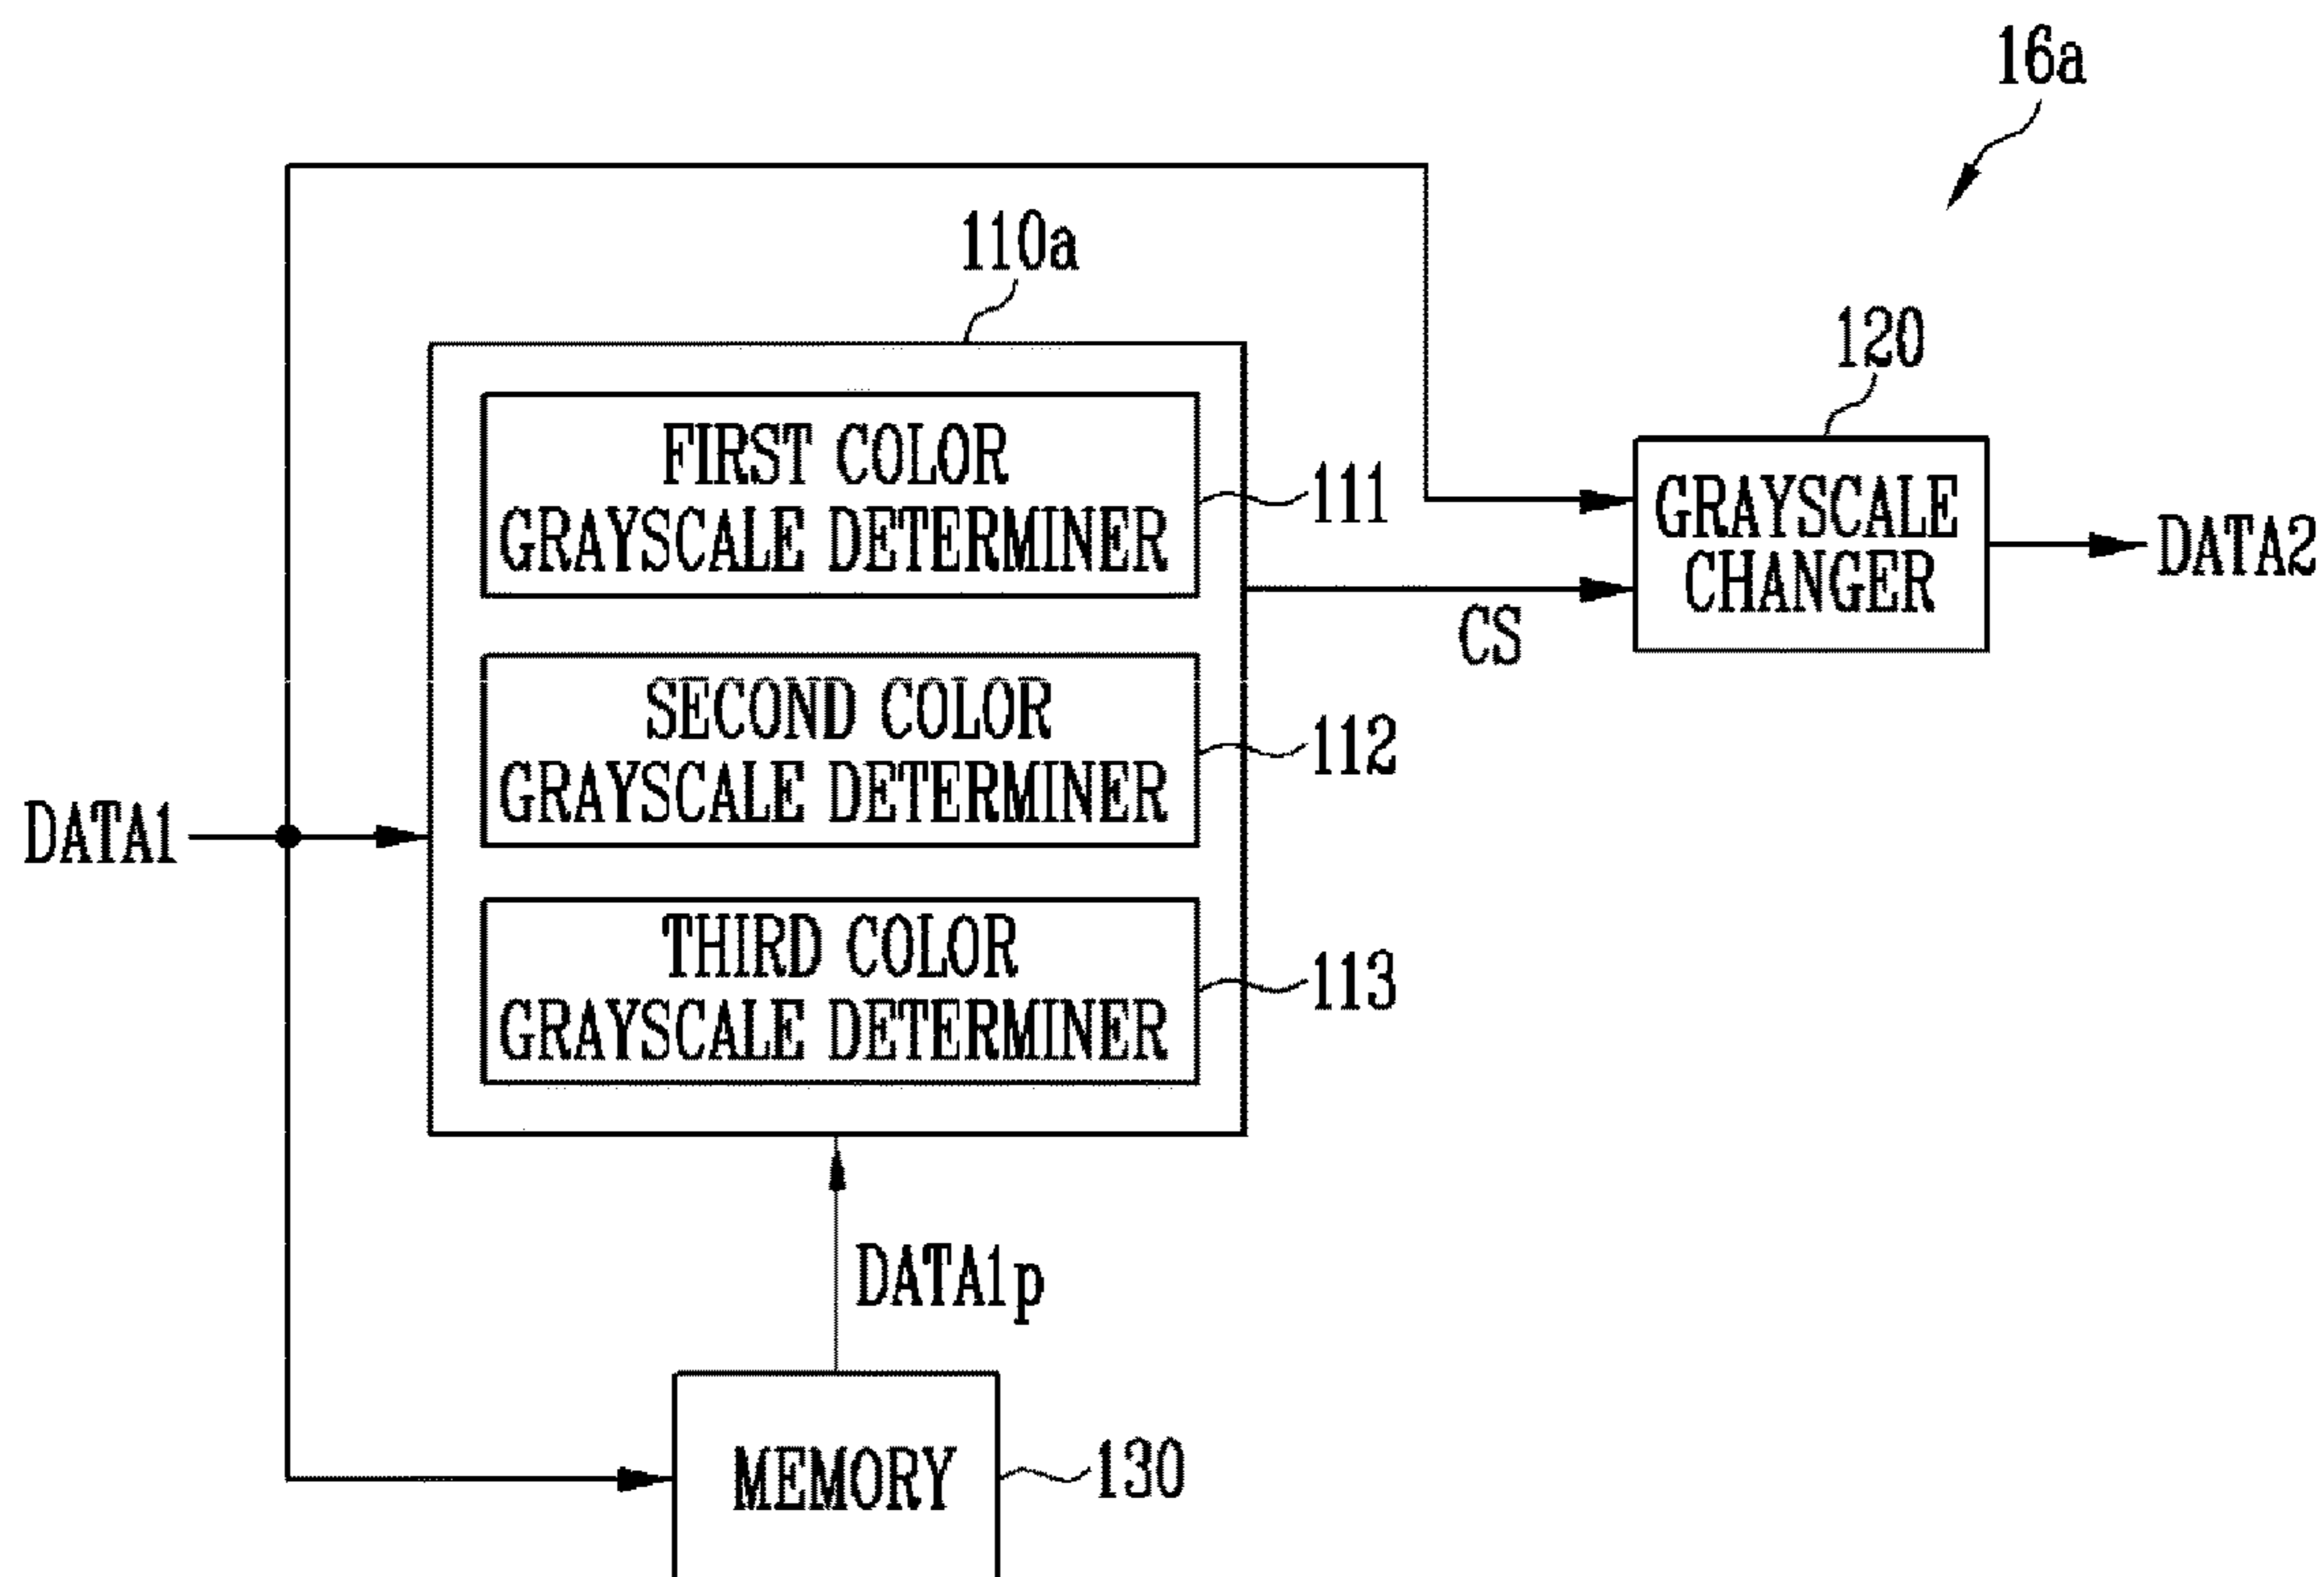 16a
110a
120
FIRST COLOR
GRAYSCALE DETERMINER
111
GRAYSCALE
CHANGER
DATA2
CS
SECOND COLOR
GRAYSCALE DETERMINER
112
DATA1
THIRD COLOR
GRAYSCALE DETERMINER
113
DATA1p
MEMORY
130